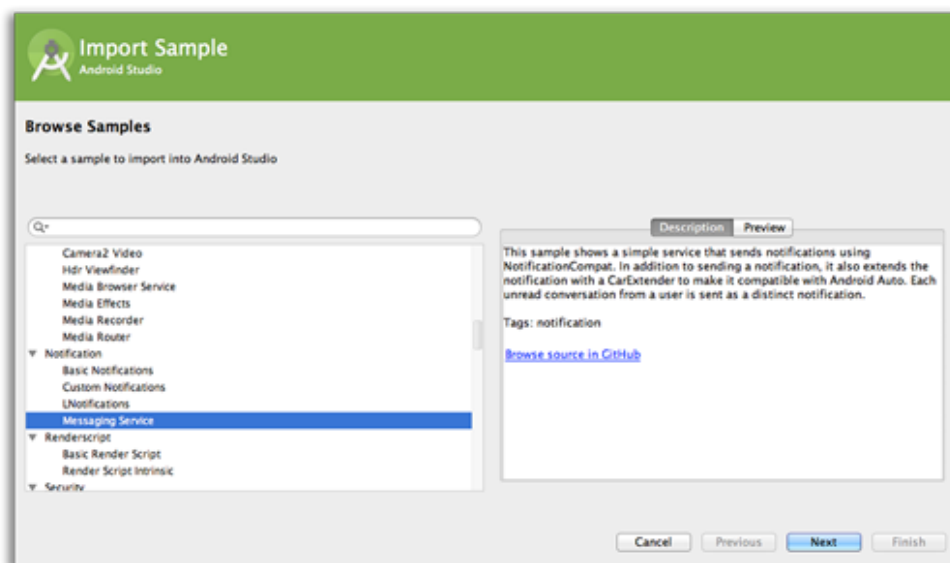 Import Sample
Android Studio
Browse Samples
Select a sample to import into Android Studio
Description
Preview
Camera2 Video
Hdr Viewfinder
Media Browser Service
Media Effects
Media Recorder
Media Router
Notification
Basic Notifications
Custom Notifications
LNotifications
Messaging Service
Renderscript
Basic Render Script
Render Script Intrinsic
Security
This sample shows a simple service that sends notifications using
NotificationCompat. In addition to sending a notification, it also extends the
notification with a CarExtender to make it compatible with Android Auto. Each
unread conversation from a user is sent as a distinct notification.
Tags: notification
Browse source in GitHub
Cancel
Previous
Next
Finish